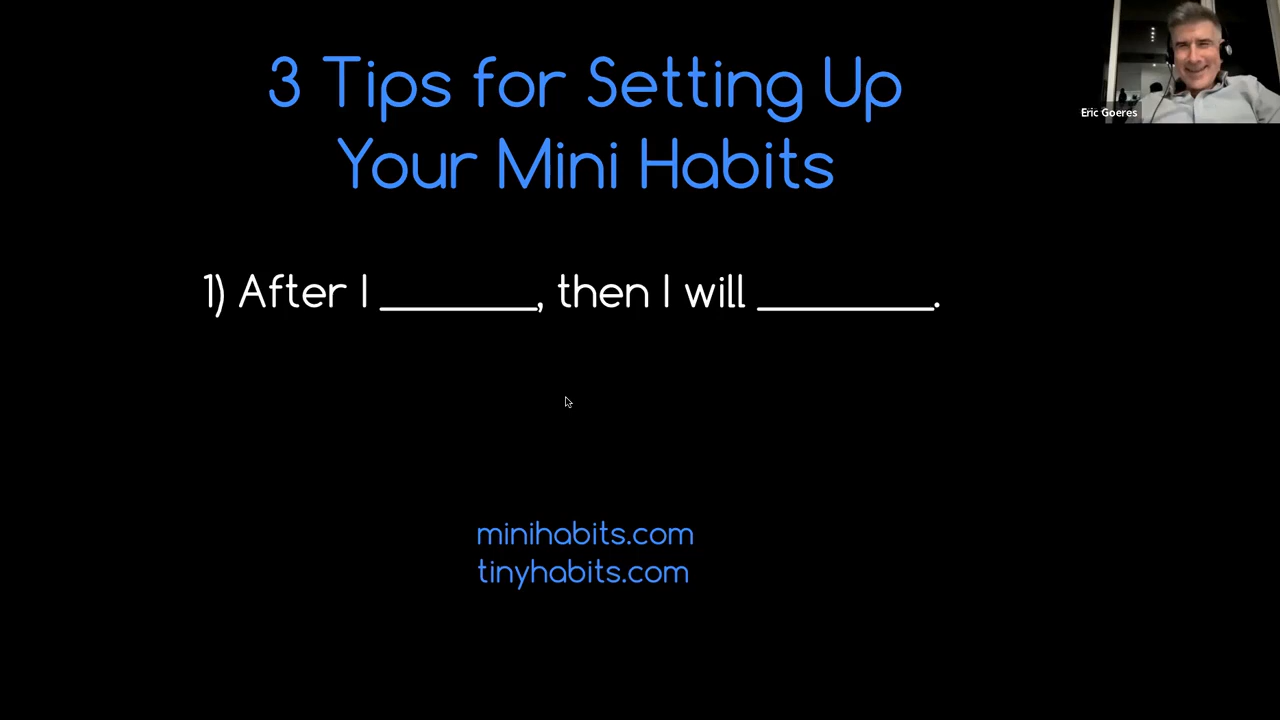 3 Tips for Setting Up
Your Mini Habits
Eric Goeres
1) After I _______, then I will ________.
minihabits.com
tinyhabits.com